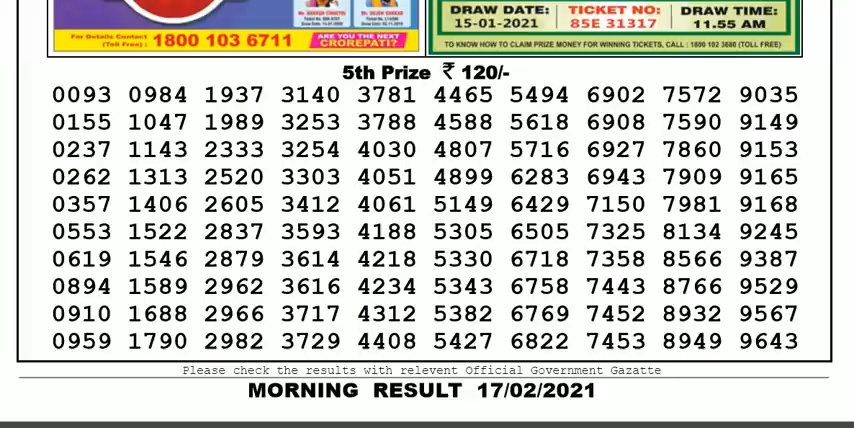 DRAW DATE:
15-01-2021
TICKET NO:
85E 31317
DRAW TIME:
11.55 AM
For Details Contact
(Toll Free) : 1800 103 6711
ARE YOU THE NEXT
CROREPATI?
TO KNOW HOW TO CLAIM PRIZE MONEY FOR WINNING TICKETS, CALL : 1800 102 3680 (TOLL FREE)
5th Prize ₹ 120/-
0093 0984 1937 3140 3781 4465 5494 6902 7572 9035
0155 1047 1989 3253 3788 4588 5618 6908 7590 9149
0237 1143 2333 3254 4030 4807 5716 6927 7860 9153
0262 1313 2520 3303 4051 4899 6283 6943 7909 9165
0357 1406 2605 3412 4061 5149 6429 7150 7981 9168
0553 1522 2837 3593 4188 5305 6505 7325 8134 9245
0619 1546 2879 3614 4218 5330 6718 7358 8566 9387
0894 1589 2962 3616 4234 5343 6758 7443 8766 9529
0910 1688 2966 3717 4312 5382 6769 7452 8932 9567
0959 1790 2982 3729 4408 5427 6822 7453 8949 9643
Please check the results with relevent Official Government Gazatte
MORNING RESULT 17/02/2021